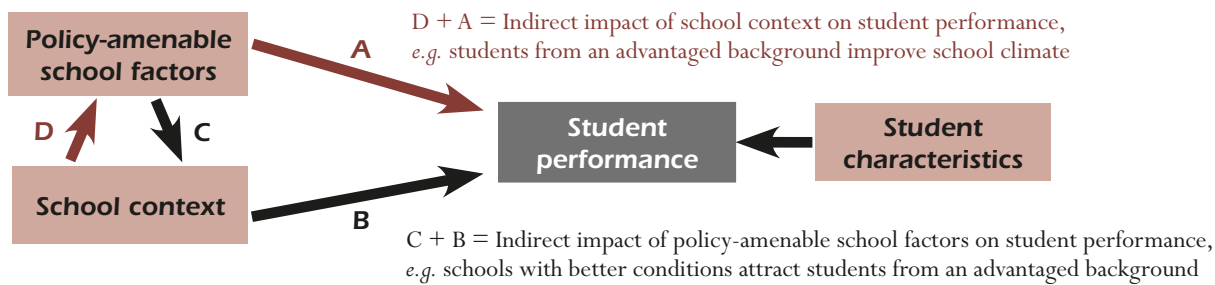 Policy-amenable
school factors
A
D + A = Indirect impact of school context on student performance,
e.g. students from an advantaged background improve school climate
D
C
Student
performance
Student
characteristics
School context
B
C + B = Indirect impact of policy-amenable school factors on student performance,
e.g. schools with better conditions attract students from an advantaged background